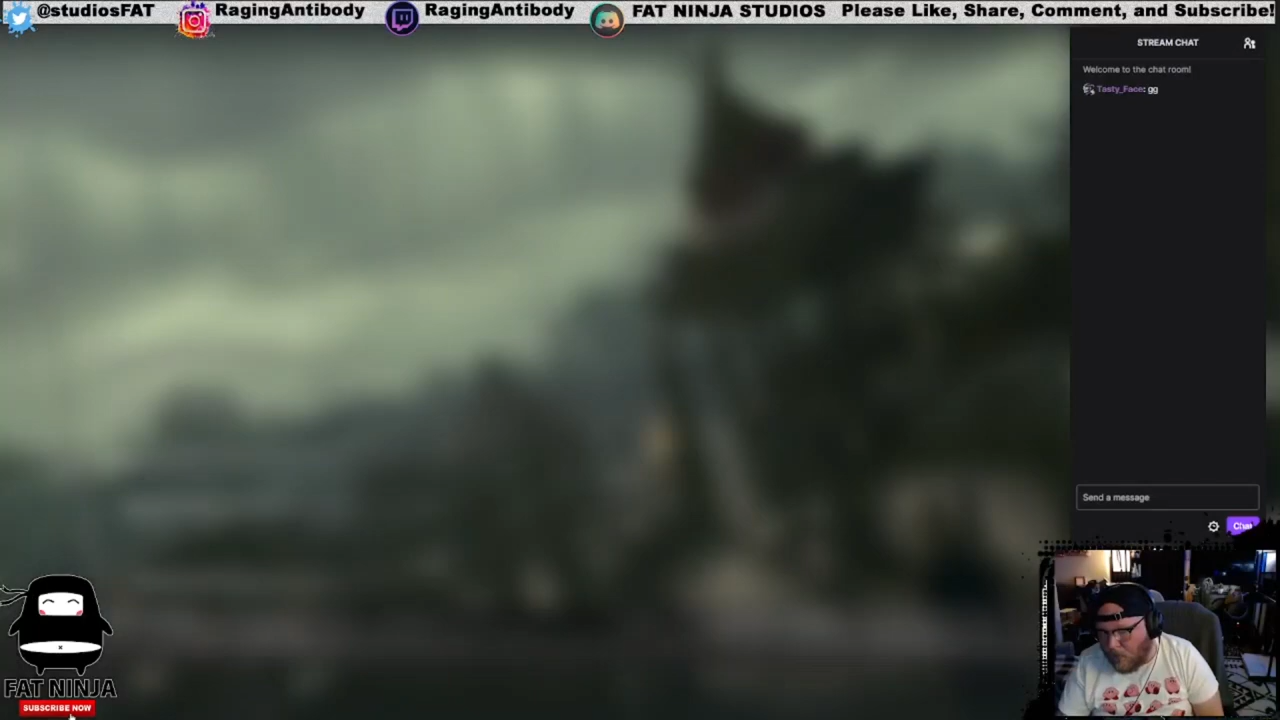 @studiosFAT RagingAntibody RagingAntibody FAT NINJA STUDIOS Please Like, Share, Comment, and Subscribe!
STREAM CHAT
Welcome to the chat room!
Tasty_Face: gg
Send a message
Chat
FAT NINJA
SUBSCRIBE NOW